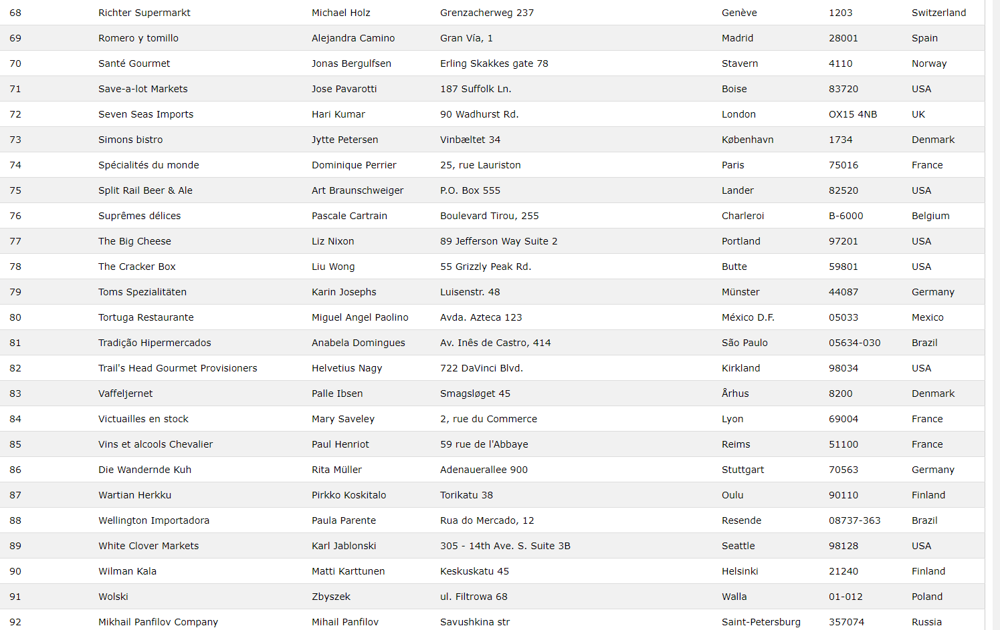 68 Richter Supermarkt Michael Holz Grenzacherweg 237 Genève 1203 Switzerland
69 Romero y tomillo Alejandra Camino Gran Vía, 1 Madrid 28001 Spain
70 Santé Gourmet Jonas Bergulfsen Erling Skakkes gate 78 Stavern 4110 Norway
71 Save-a-lot Markets Jose Pavarotti 187 Suffolk Ln. Boise 83720 USA
72 Seven Seas Imports Hari Kumar 90 Wadhurst Rd. London OX15 4NB UK
73 Simons bistro Jytte Petersen Vinbæltet 34 København 1734 Denmark
74 Spécialités du monde Dominique Perrier 25, rue Lauriston Paris 75016 France
75 Split Rail Beer & Ale Art Braunschweiger P.O. Box 555 Lander 82520 USA
76 Suprêmes délices Pascale Cartrain Boulevard Tirou, 255 Charleroi B-6000 Belgium
77 The Big Cheese Liz Nixon 89 Jefferson Way Suite 2 Portland 97201 USA
78 The Cracker Box Liu Wong 55 Grizzly Peak Rd. Butte 59801 USA
79 Toms Spezialitäten Karin Josephs Luisenstr. 48 Münster 44087 Germany
80 Tortuga Restaurante Miguel Angel Paolino Avda. Azteca 123 México D.F. 05033 Mexico
81 Tradição Hipermercados Anabela Domingues Av. Inês de Castro, 414 São Paulo 05634-030 Brazil
82 Trail's Head Gourmet Provisioners Helvetius Nagy 722 DaVinci Blvd. Kirkland 98034 USA
83 Vaffeljernet Palle Ibsen Smagsløget 45 Århus 8200 Denmark
84 Victuailles en stock Mary Saveley 2, rue du Commerce Lyon 69004 France
85 Vins et alcools Chevalier Paul Henriot 59 rue de l'Abbaye Reims 51100 France
86 Die Wandernde Kuh Rita Müller Adenauerallee 900 Stuttgart 70563 Germany
87 Wartian Herkku Pirkko Koskitalo Torikatu 38 Oulu 90110 Finland
88 Wellington Importadora Paula Parente Rua do Mercado, 12 Resende 08737-363 Brazil
89 White Clover Markets Karl Jablonski 305 - 14th Ave. S. Suite 3B Seattle 98128 USA
90 Wilman Kala Matti Karttunen Keskuskatu 45 Helsinki 21240 Finland
91 Wolski Zbyszek ul. Filtrowa 68 Walla 01-012 Poland
92 Mikhail Panfilov Company Mihail Panfilov Savushkina str Saint-Petersburg 357074 Russia